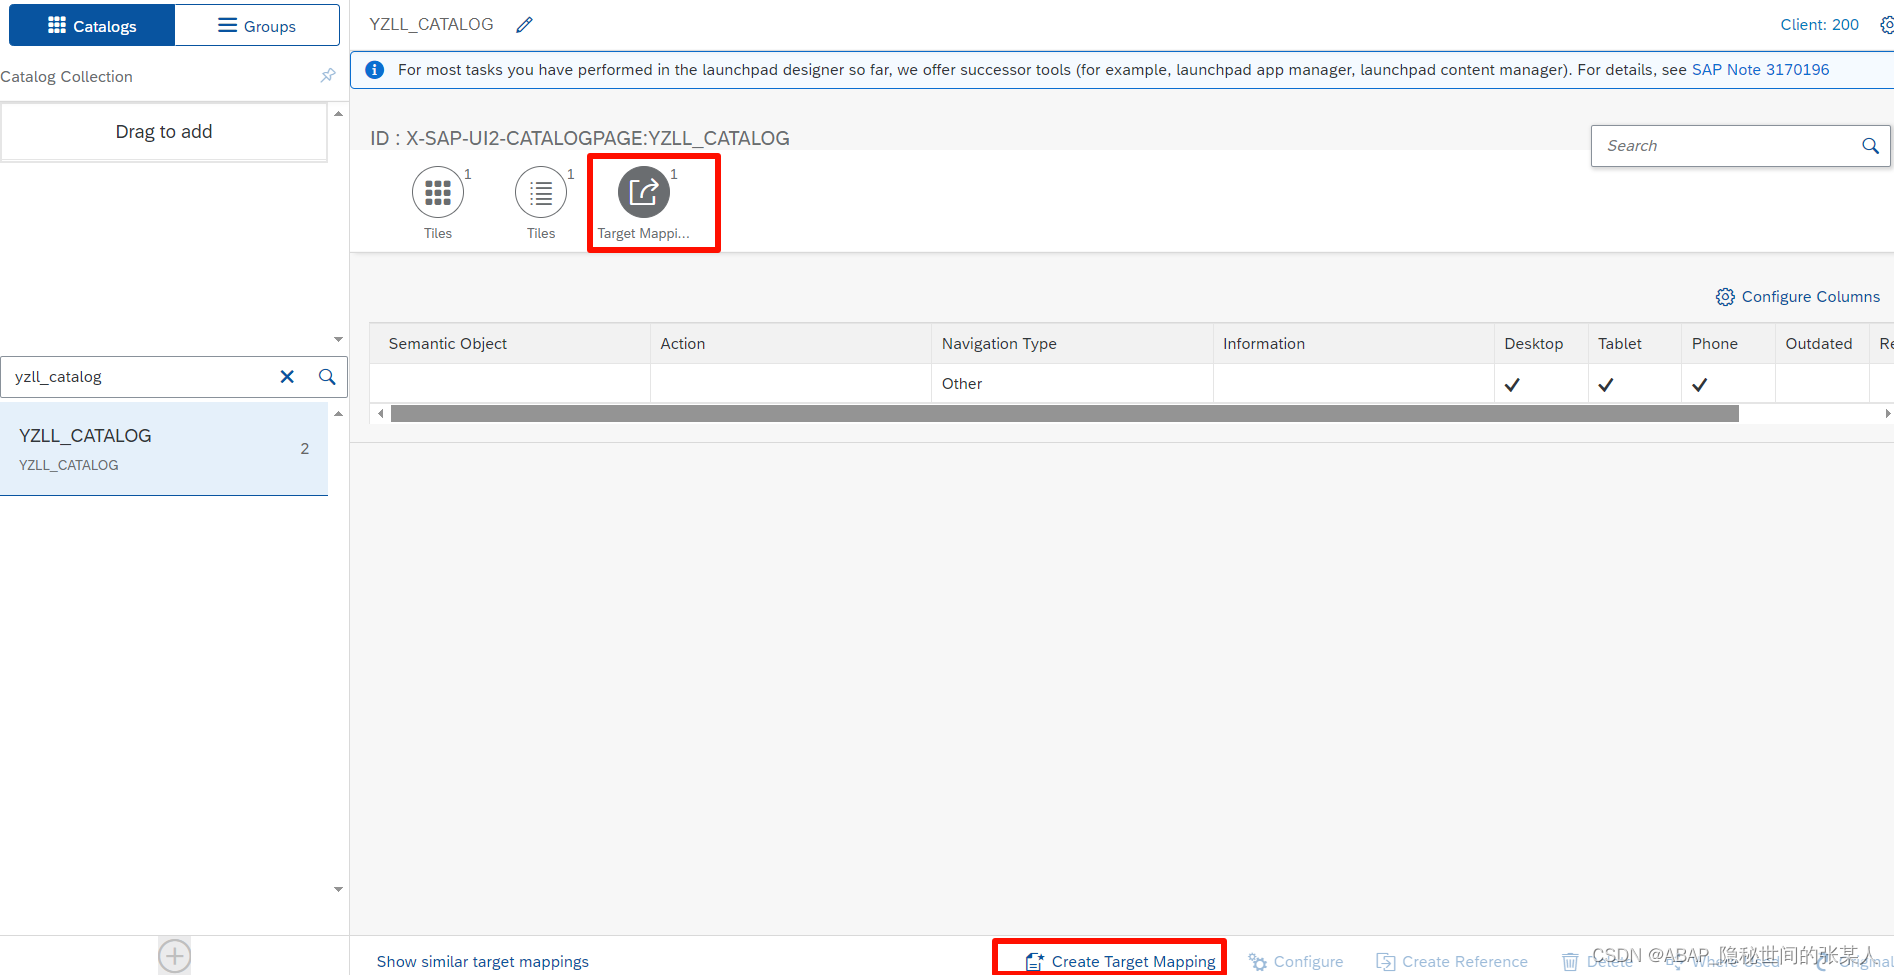 Catalogs
Groups
Catalog Collection
Drag to add
yzll_catalog
YZLL_CATALOG
2
YZLL_CATALOG
YZLL_CATALOG
Client: 200
For most tasks you have performed in the launchpad designer so far, we offer successor tools (for example, launchpad app manager, launchpad content manager). For details, see SAP Note 3170196
ID : X-SAP-UI2-CATALOGPAGE:YZLL_CATALOG
Search
1
Tiles
1
Tiles
1
Target Mappi...
Configure Columns
Semantic Object Action Navigation Type Information Desktop Tablet Phone Outdated Re
Other
Show similar target mappings
Create Target Mapping
Configure
Create Reference
Delete
Where Used
Original
CSDN @ABAP_隐秘世间的张某人